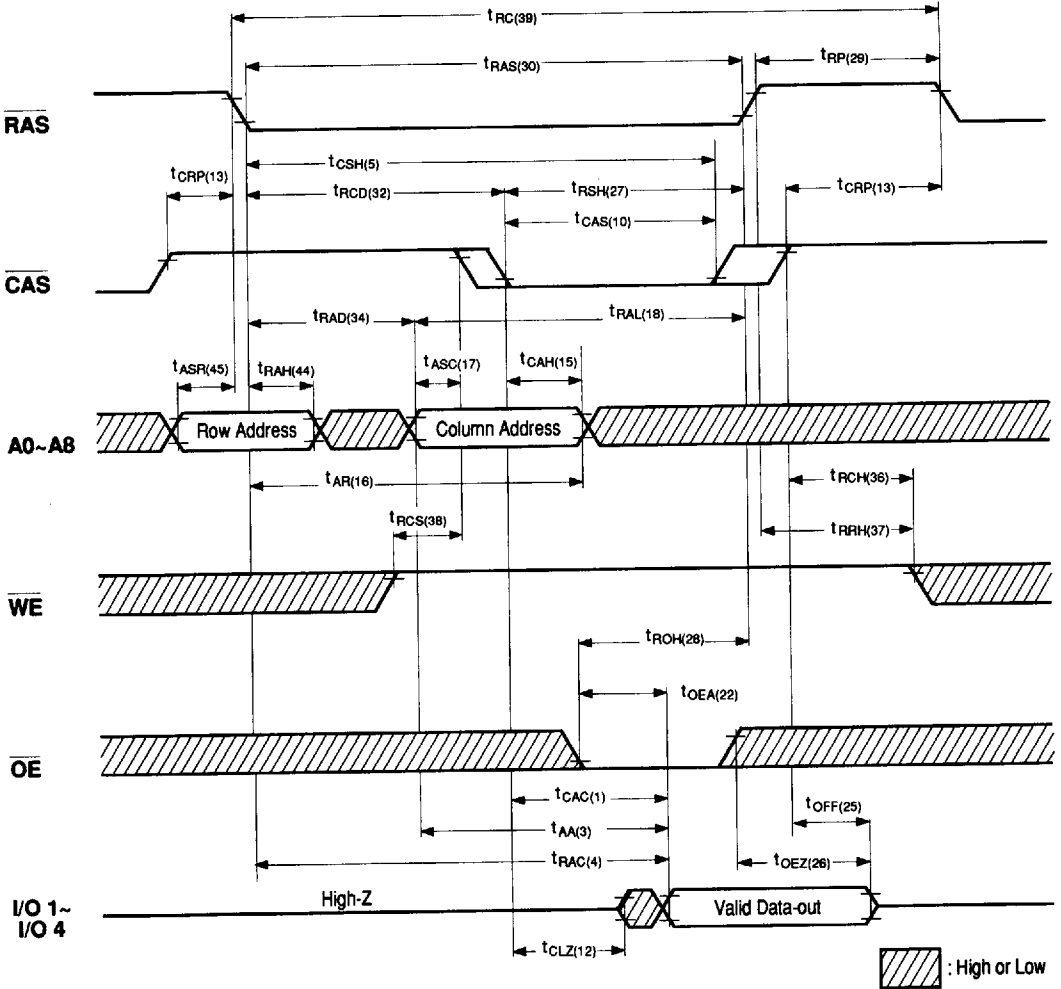 tRC(39)
tRAS(30)
tRP(29)
RAS
tCSH(5)
tCRP(13)
tRCD(32)
tRSH(27)
tCRP(13)
tCAS(10)
CAS
tRAD(34)
tRAL(18)
tASR(45)
tRAH(44)
tASC(17)
tCAH(15)
A0~A8
Row Address
Column Address
tAR(16)
tRCH(36)
tRCS(38)
tRRH(37)
WE
tROH(28)
tOEA(22)
OE
tCAC(1)
tOFF(25)
tAA(3)
tRAC(4)
tOEZ(26)
I/O 1~
I/O 4
High-Z
Valid Data-out
tCLZ(12)
: High or Low